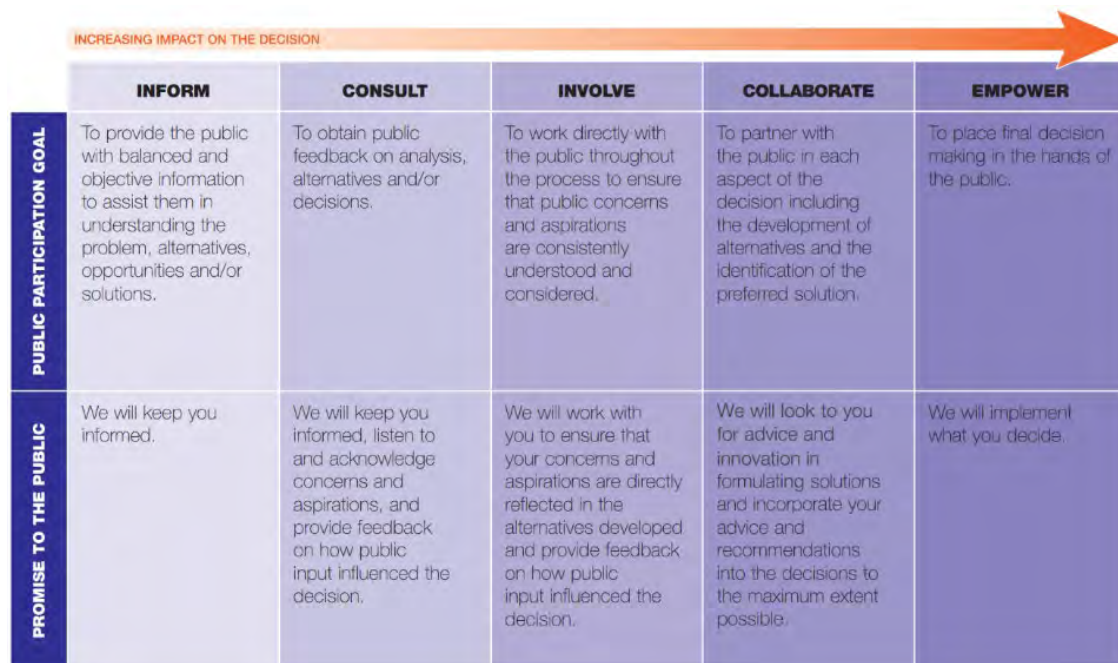 INCREASING IMPACT ON THE DECISION
INFORM
CONSULT
INVOLVE
COLLABORATE
EMPOWER
PUBLIC PARTICIPATION GOAL
To provide the public
with balanced and
objective information
to assist them in
understanding the
problem, alternatives,
opportunities and/or
solutions.
To obtain public
feedback on analysis,
alternatives and/or
decisions.
To work directly with
the public throughout
the process to ensure
that public concerns
and aspirations
are consistently
understood and
considered.
To partner with
the public in each
aspect of the
decision including
the development of
alternatives and the
identification of the
preferred solution.
To place final decision
making in the hands of
the public.
PROMISE TO THE PUBLIC
We will keep you
informed.
We will keep you
informed, listen to
and acknowledge
concerns and
aspirations, and
provide feedback
on how public
input influenced the
decision.
We will work with
you to ensure that
your concerns and
aspirations are directly
reflected in the
alternatives developed
and provide feedback
on how public
input influenced the
decision.
We will look to you
for advice and
innovation in
formulating solutions
and incorporate your
advice and
recommendations
into the decisions to
the maximum extent
possible.
We will implement
what you decide.